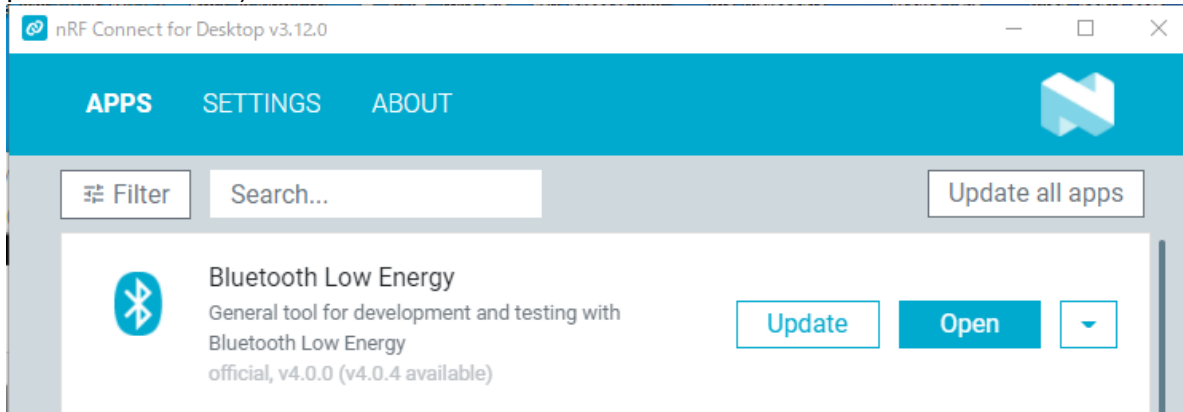 nRF Connect for Desktop v3.12.0
APPS SETTINGS ABOUT
Filter Search... Update all apps
Bluetooth Low Energy
General tool for development and testing with
Bluetooth Low Energy
official, v4.0.0 (v4.0.4 available)
Update Open